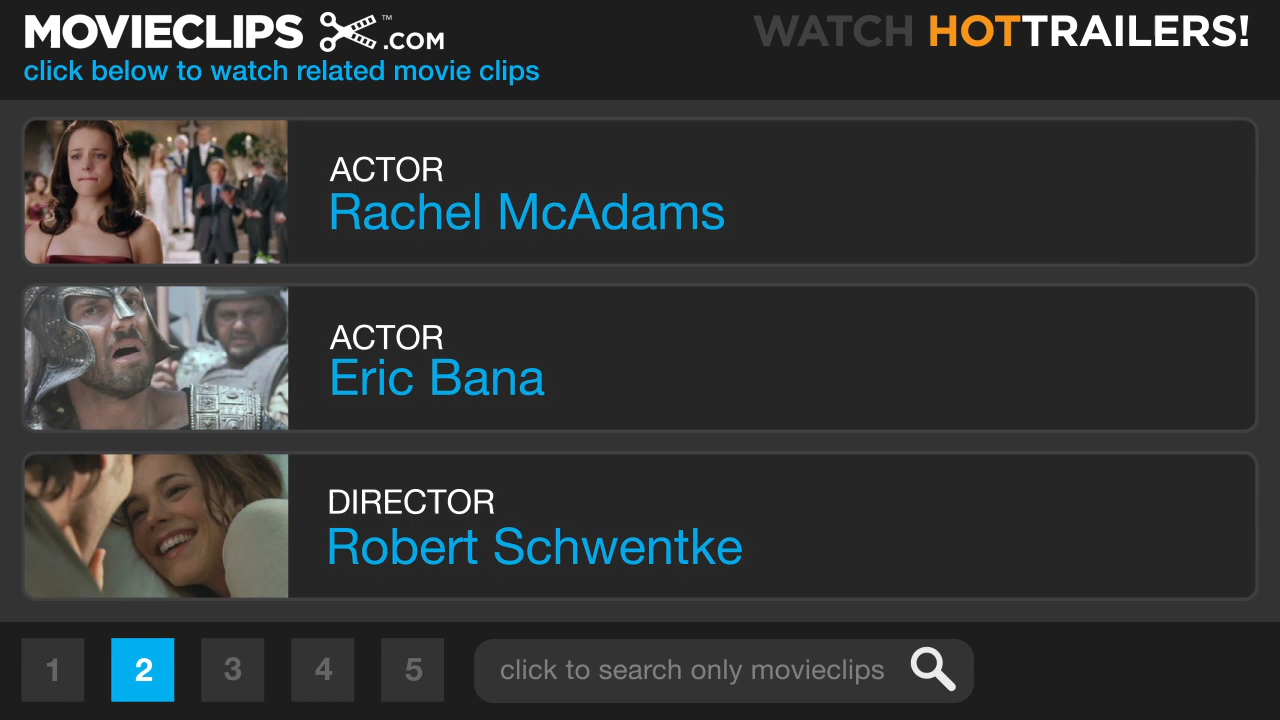 MOVIECLIPS ™ .COM
WATCH HOTTRAILERS!
click below to watch related movie clips
ACTOR
Rachel McAdams
ACTOR
Eric Bana
DIRECTOR
Robert Schwentke
1 2 3 4 5 click to search only movieclips